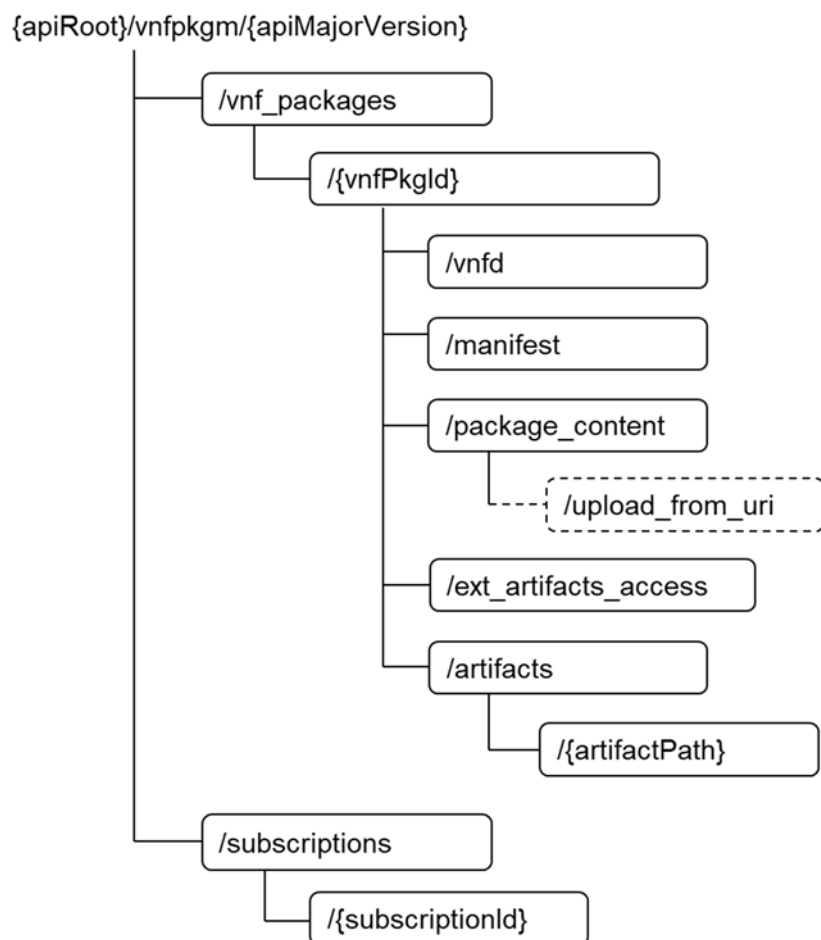 {apiRoot}/vnfpkgm/{apiMajorVersion}
/vnf_packages
/{vnfPkgId}
/vnfd
/manifest
/package_content
/upload_from_uri
/ext_artifacts_access
/artifacts
/{artifactPath}
/subscriptions
/{subscriptionId}